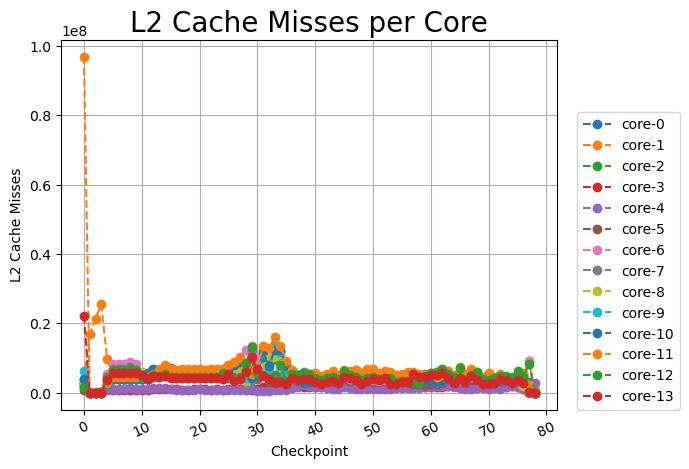 L2 Cache Misses per Core
1e8
1.0
0.8
0.6
0.4
0.2
0.0
L2 Cache Misses
0
10
20
30
40
50
60
70
80
Checkpoint
core-0
core-1
core-2
core-3
core-4
core-5
core-6
core-7
core-8
core-9
core-10
core-11
core-12
core-13